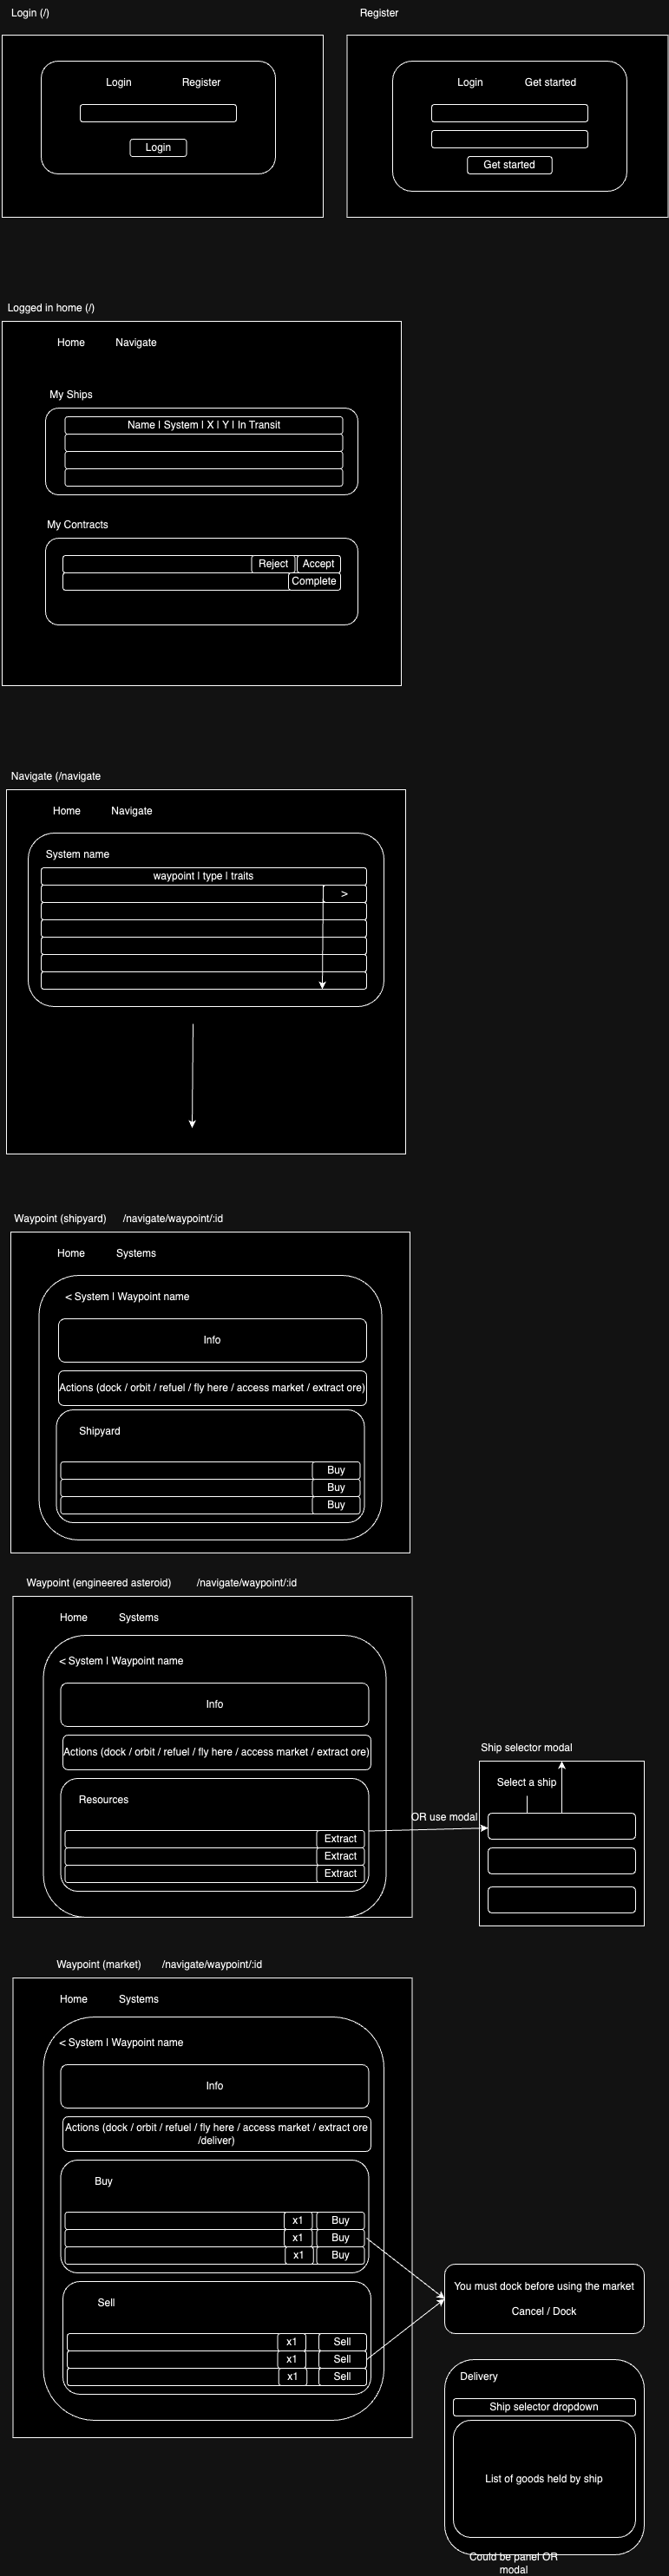 Login (/)
Register
Login Register
Login
Login Get started
Get started
Logged in home (/)
Home Navigate
My Ships
Name | System | X | Y | In Transit
My Contracts
Reject Accept
Complete
Navigate (/navigate
Home Navigate
System name
waypoint | type | traits
>
Waypoint (shipyard) /navigate/waypoint/:id
Home Systems
< System | Waypoint name
Info
Actions (dock / orbit / refuel / fly here / access market / extract ore)
Shipyard
Buy
Buy
Buy
Waypoint (engineered asteroid) /navigate/waypoint/:id
Home Systems
< System | Waypoint name
Info
Actions (dock / orbit / refuel / fly here / access market / extract ore)
Resources
Extract
Extract
Extract
OR use modal
Ship selector modal
Select a ship
Waypoint (market) /navigate/waypoint/:id
Home Systems
< System | Waypoint name
Info
Actions (dock / orbit / refuel / fly here / access market / extract ore
/deliver)
Buy
x1 Buy
x1 Buy
x1 Buy
Sell
x1 Sell
x1 Sell
x1 Sell
You must dock before using the market
Cancel / Dock
Delivery
Ship selector dropdown
List of goods held by ship
Could be panel OR
modal